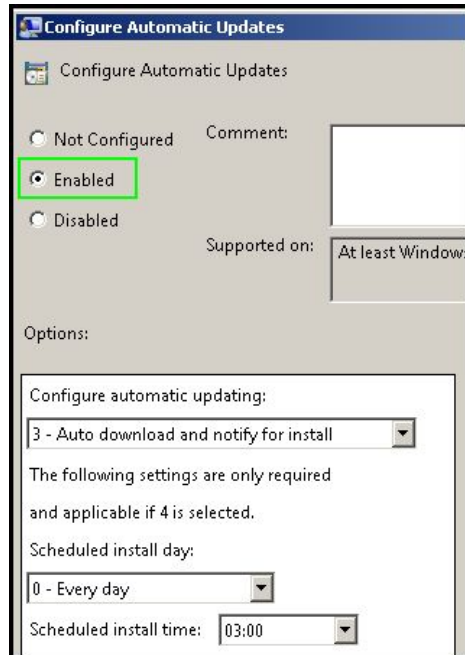 Configure Automatic Updates
Configure Automatic Updates
Not Configured
Comment:
Enabled
Disabled
Supported on:
At least Windows
Options:
Configure automatic updating:
3 - Auto download and notify for install
The following settings are only required
and applicable if 4 is selected.
Scheduled install day:
0 - Every day
Scheduled install time: 03:00